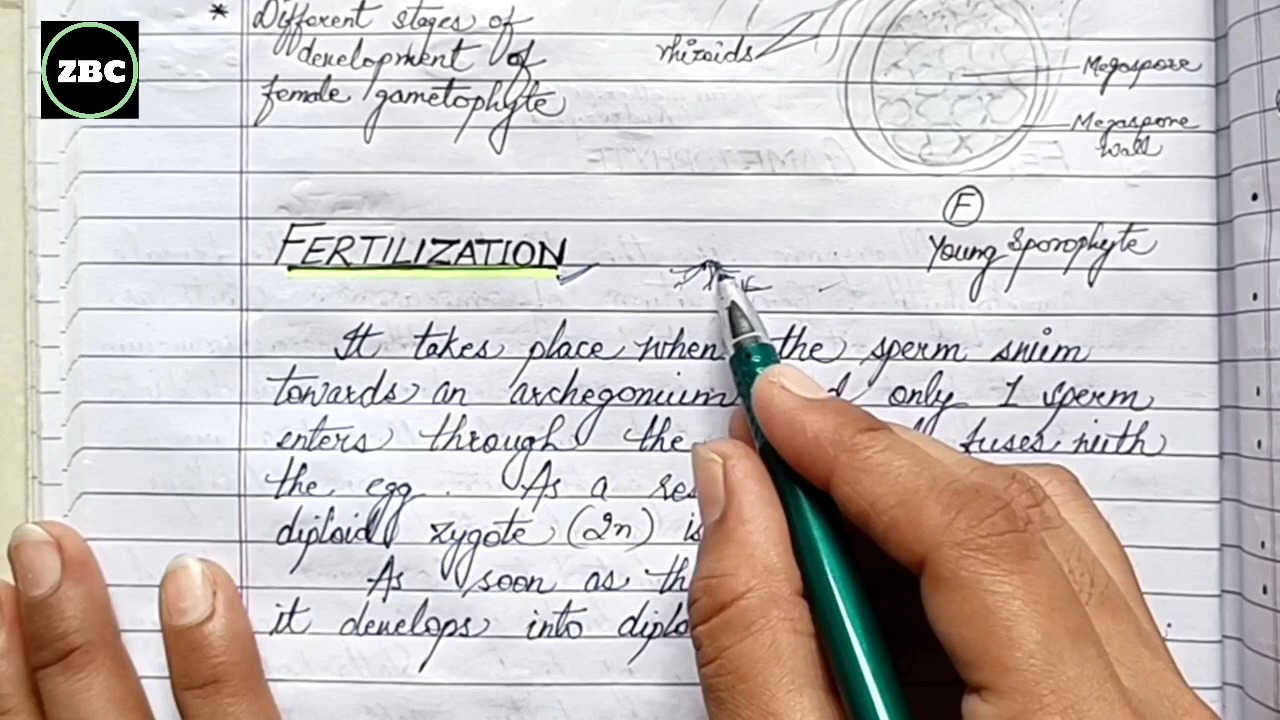 ZBC
* Different stages of
development of
female gametophyte
rhizoids
Megaspore
Megaspore
wall
F
Young Sporophyte
FERTILIZATION
It takes place when the sperm swim
towards an archegonium only 1 sperm
enters through the fuses with
the egg. As a res
diploid zygote (2n) is
As soon as th
it develops into diplo